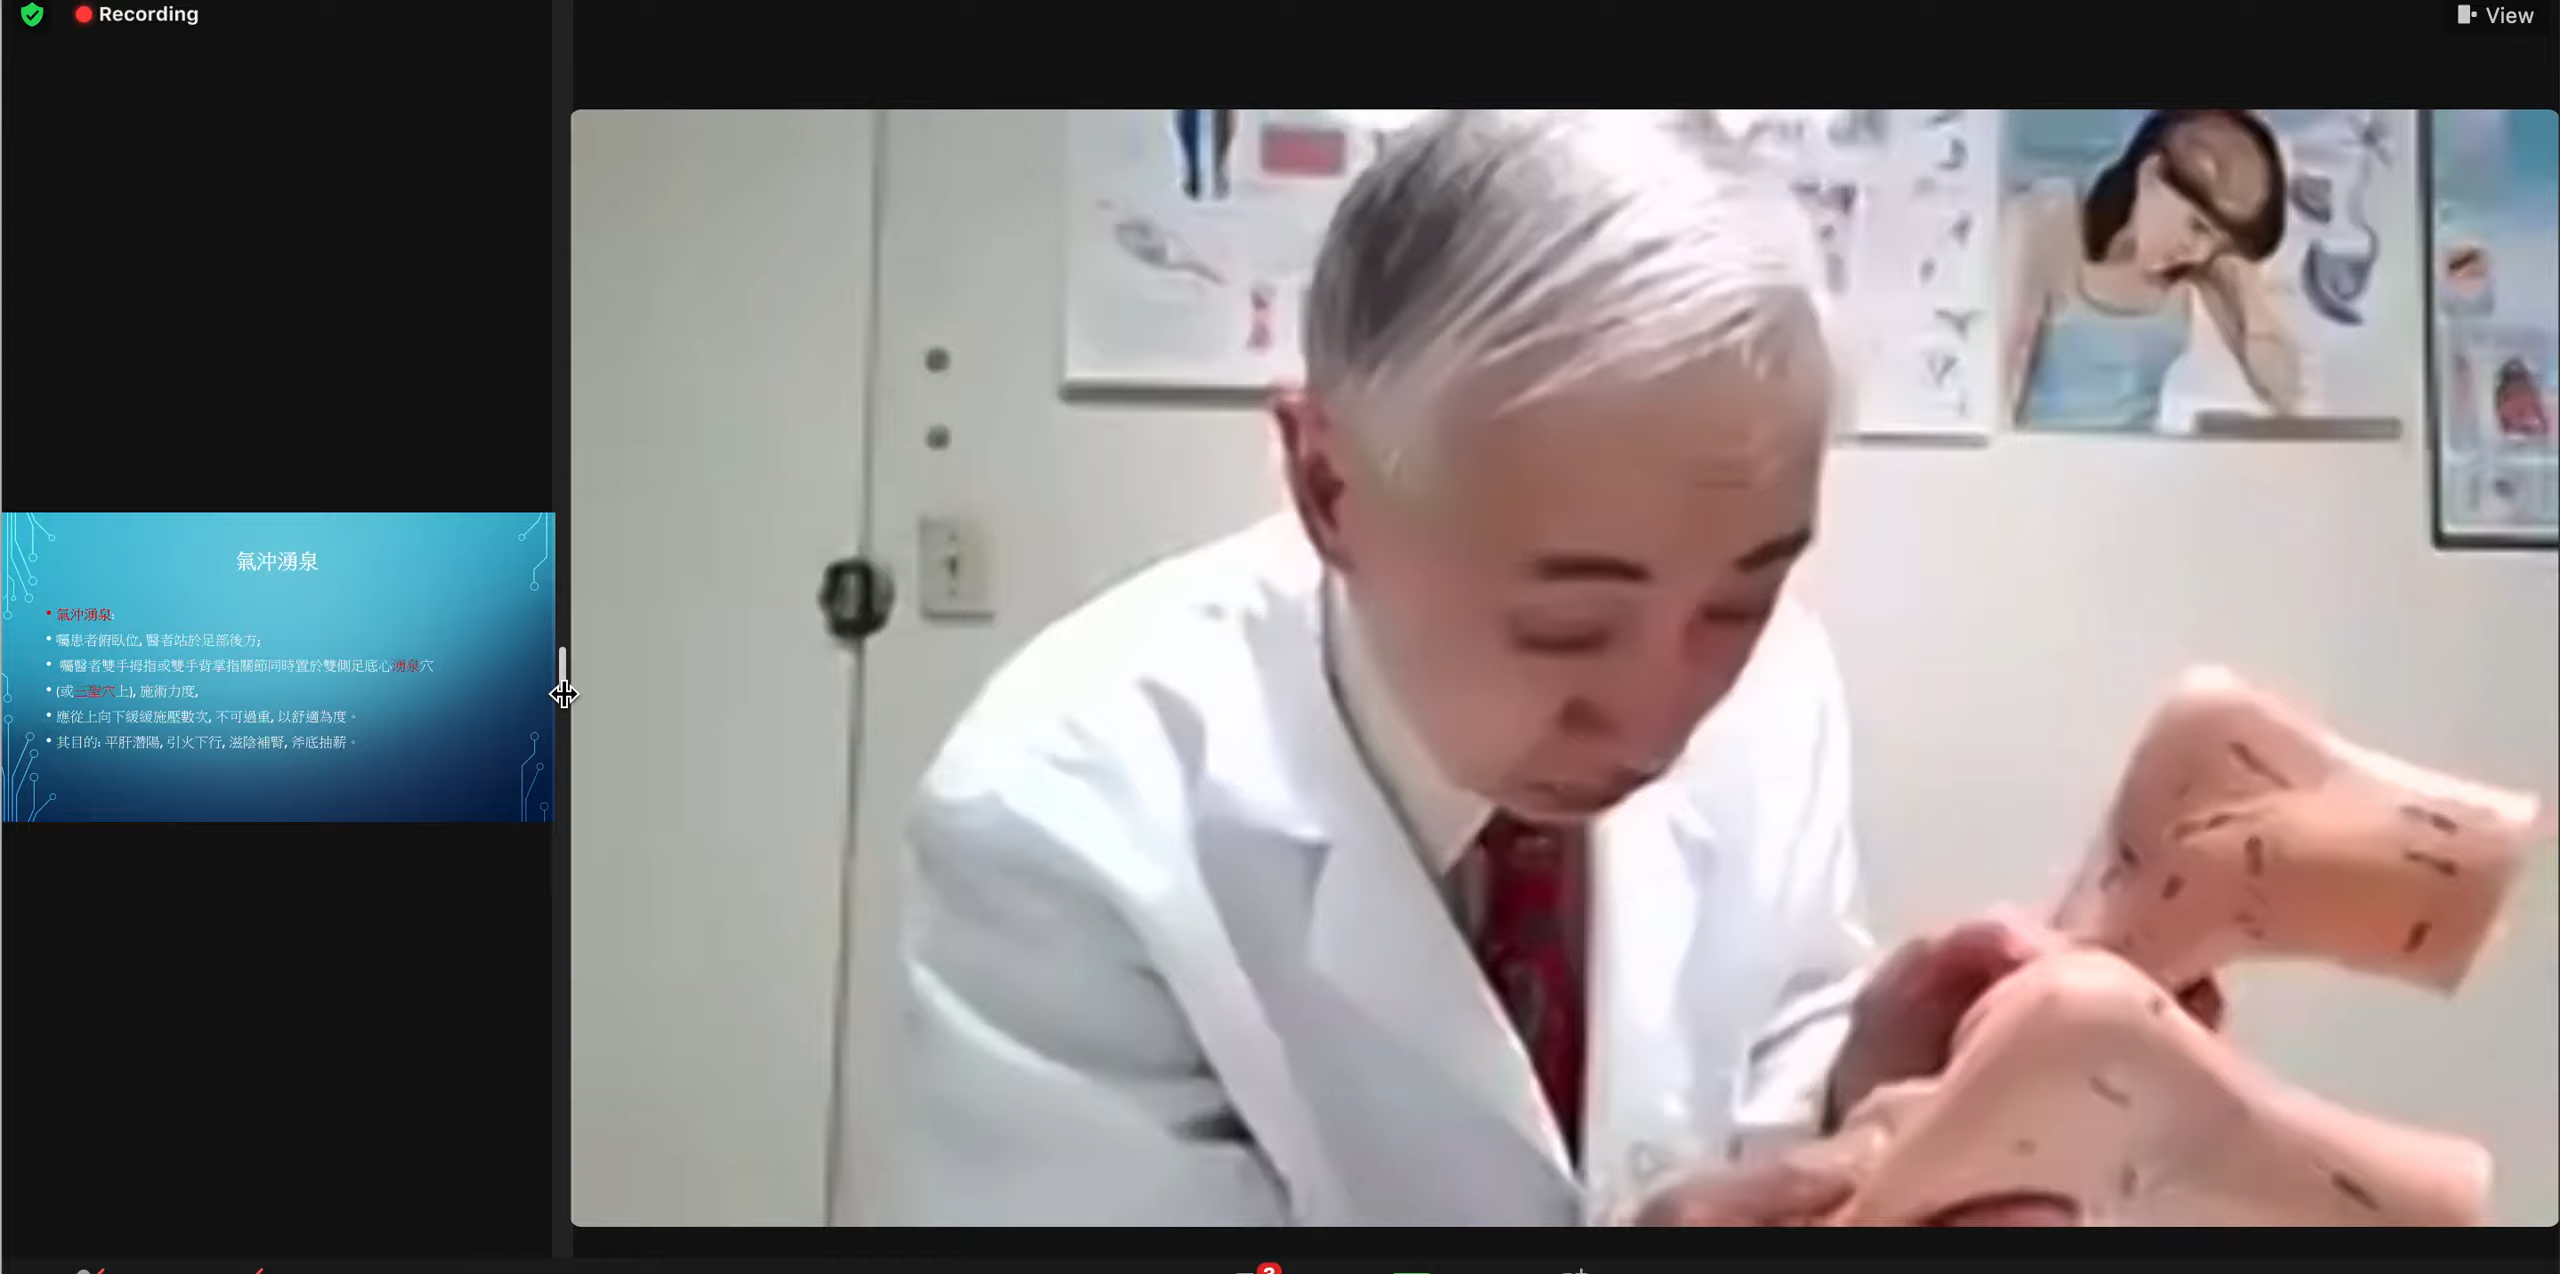 Recording
View
氣沖湧泉
• 氣沖湧泉:
• 囑患者俯臥位, 醫者站於足部後方;
• 囑醫者雙手拇指或雙手背掌指關節同時置於雙側足底心湧泉穴
• (或三聖穴上), 施術力度,
• 應從上向下緩緩施壓數次, 不可過重, 以舒適為度。
• 其目的: 平肝潛陽, 引火下行, 滋陰補腎, 斧底抽薪。